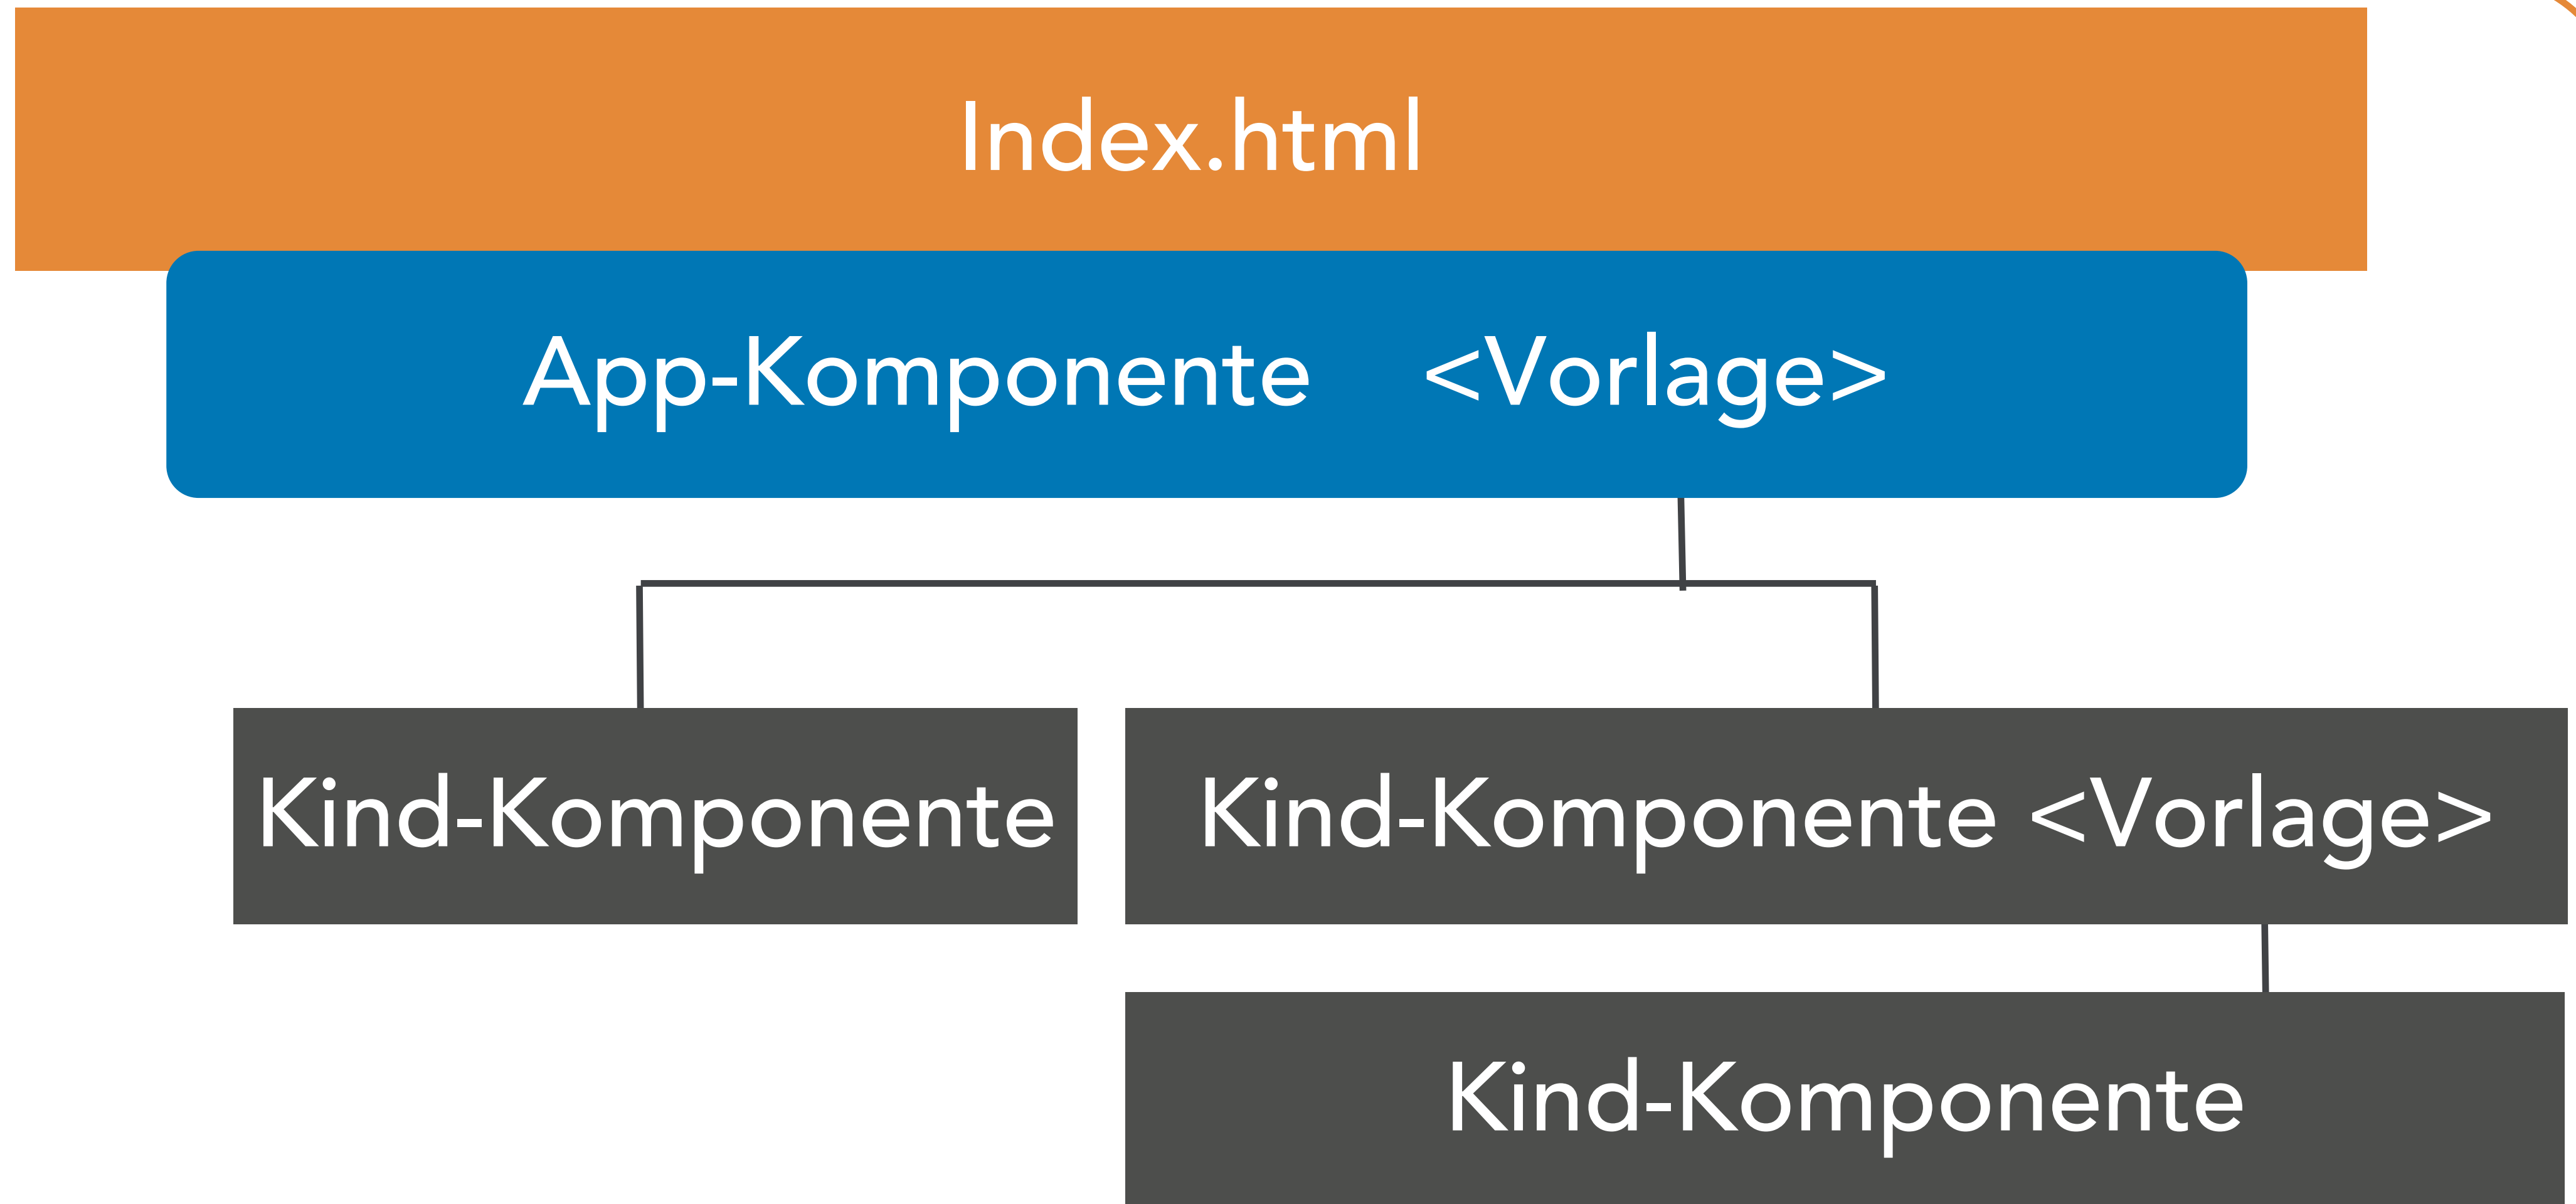 Index.html
App-Komponente <Vorlage>
Kind-Komponente
Kind-Komponente <Vorlage>
Kind-Komponente